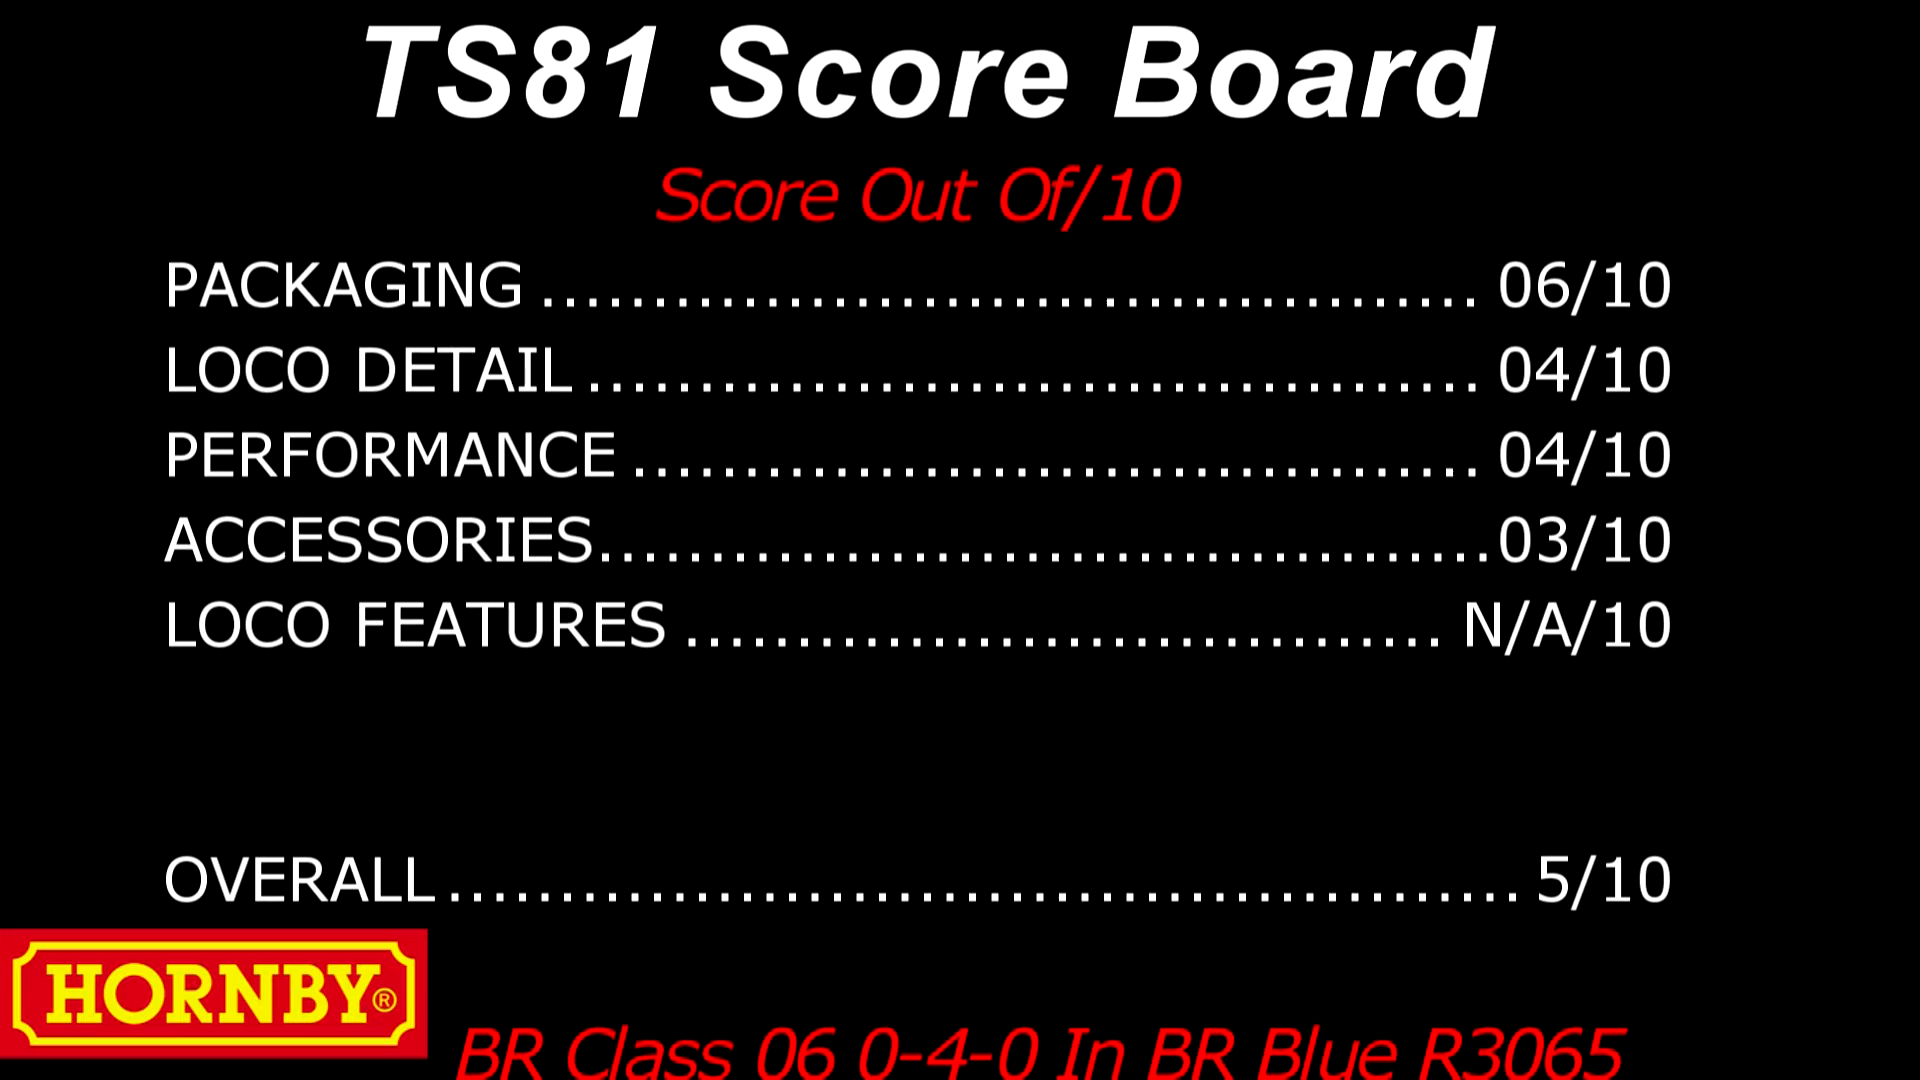 TS81 Score Board
Score Out Of/10
PACKAGING ........................................... 06/10
LOCO DETAIL ........................................ 04/10
PERFORMANCE ...................................... 04/10
ACCESSORIES........................................03/10
LOCO FEATURES .................................. N/A/10
OVERALL ................................................ 5/10
HORNBY®
BR Class 06 0-4-0 In BR Blue R3065